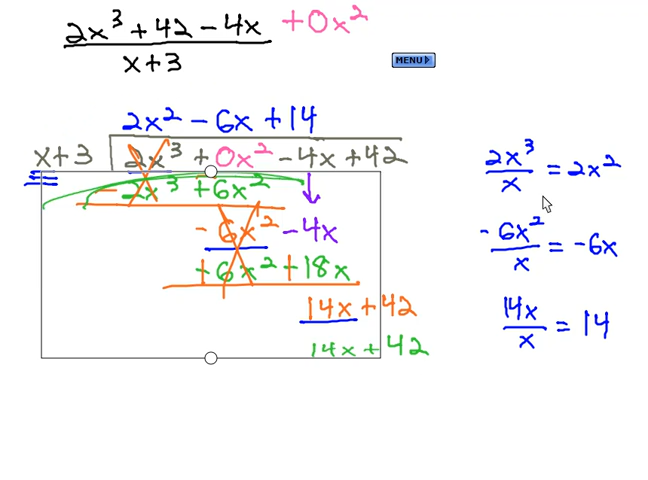 2x³ + 42 - 4x + 0x²
x + 3
MENU
2x² - 6x + 14
x + 3 2x³ + 0x² - 4x + 42
- 2x³ + 6x²
- 6x² - 4x
+ 6x² + 18x
14x + 42
14x + 42
2x³/x = 2x²
- 6x²/x = -6x
14x/x = 14